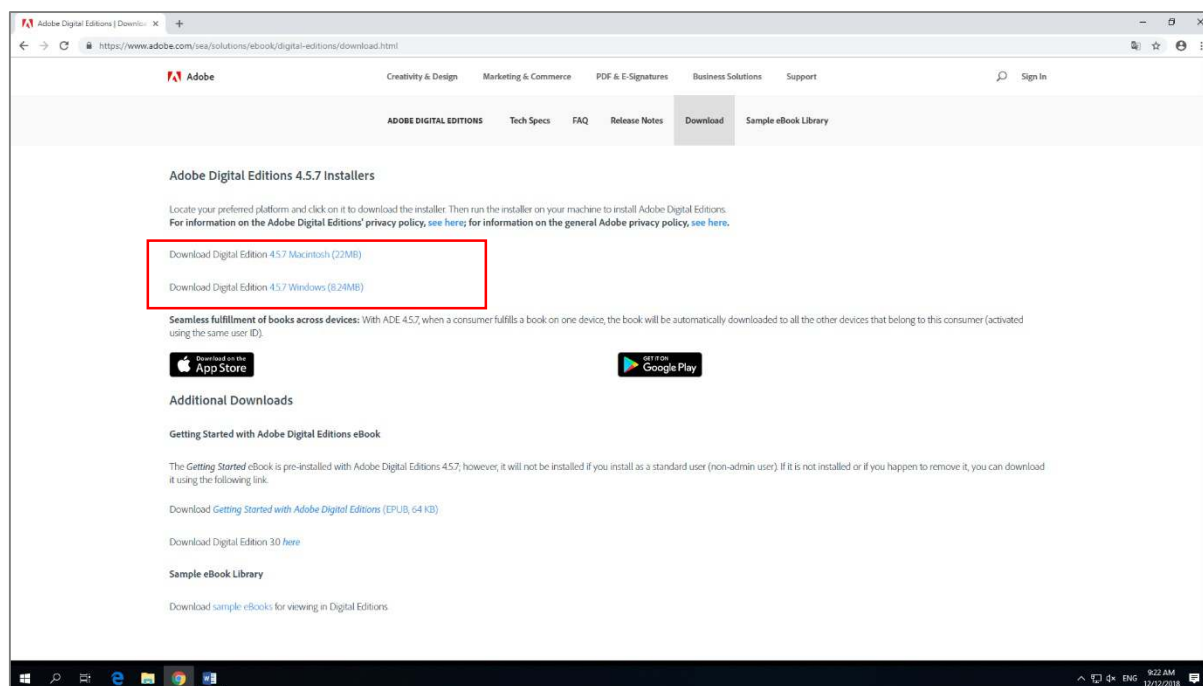 Adobe Digital Editions | Downloa
https://www.adobe.com/sea/solutions/ebook/digital-editions/download.html
Adobe Creativity & Design Marketing & Commerce PDF & E-Signatures Business Solutions Support Sign In
ADOBE DIGITAL EDITIONS Tech Specs FAQ Release Notes Download Sample eBook Library
Adobe Digital Editions 4.5.7 Installers
Locate your preferred platform and click on it to download the installer. Then run the installer on your machine to install Adobe Digital Editions.
For information on the Adobe Digital Editions' privacy policy, see here; for information on the general Adobe privacy policy, see here.
Download Digital Edition 4.5.7 Macintosh (22MB)
Download Digital Edition 4.5.7 Windows (8.24MB)
Seamless fulfillment of books across devices: With ADE 4.5.7, when a consumer fulfills a book on one device, the book will be automatically downloaded to all the other devices that belong to this consumer (activated
using the same user ID).
Download on the
App Store
GET IT ON
Google Play
Additional Downloads
Getting Started with Adobe Digital Editions eBook
The Getting Started eBook is pre-installed with Adobe Digital Editions 4.5.7; however, it will not be installed if you install as a standard user (non-admin user). If it is not installed or if you happen to remove it, you can download
it using the following link.
Download Getting Started with Adobe Digital Editions (EPUB, 64 KB)
Download Digital Edition 3.0 here
Sample eBook Library
Download sample eBooks for viewing in Digital Editions
ENG 9:22 AM
12/12/2018